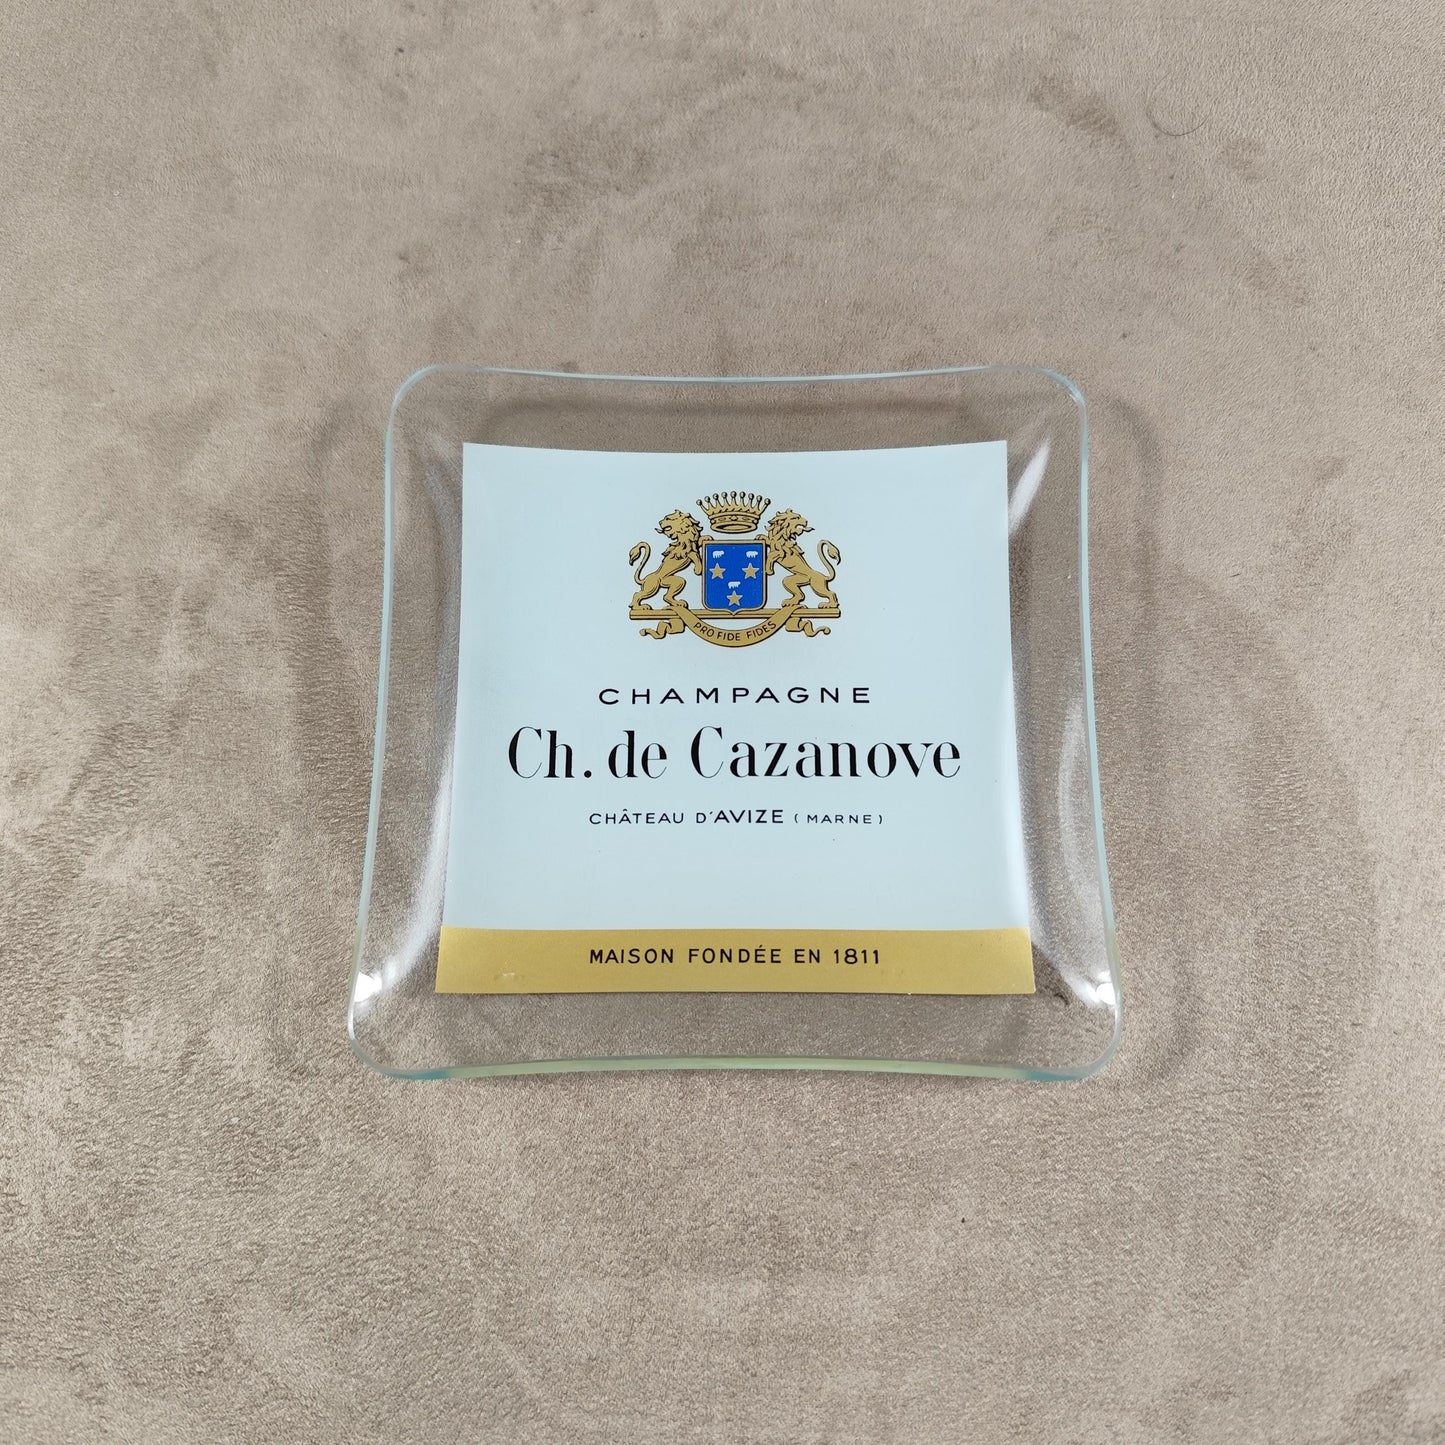 PRO FIDE FIDES
CHAMPAGNE
Ch. de Cazanove
CHÂTEAU D'AVIZE (MARNE)
MAISON FONDÉE EN 1811